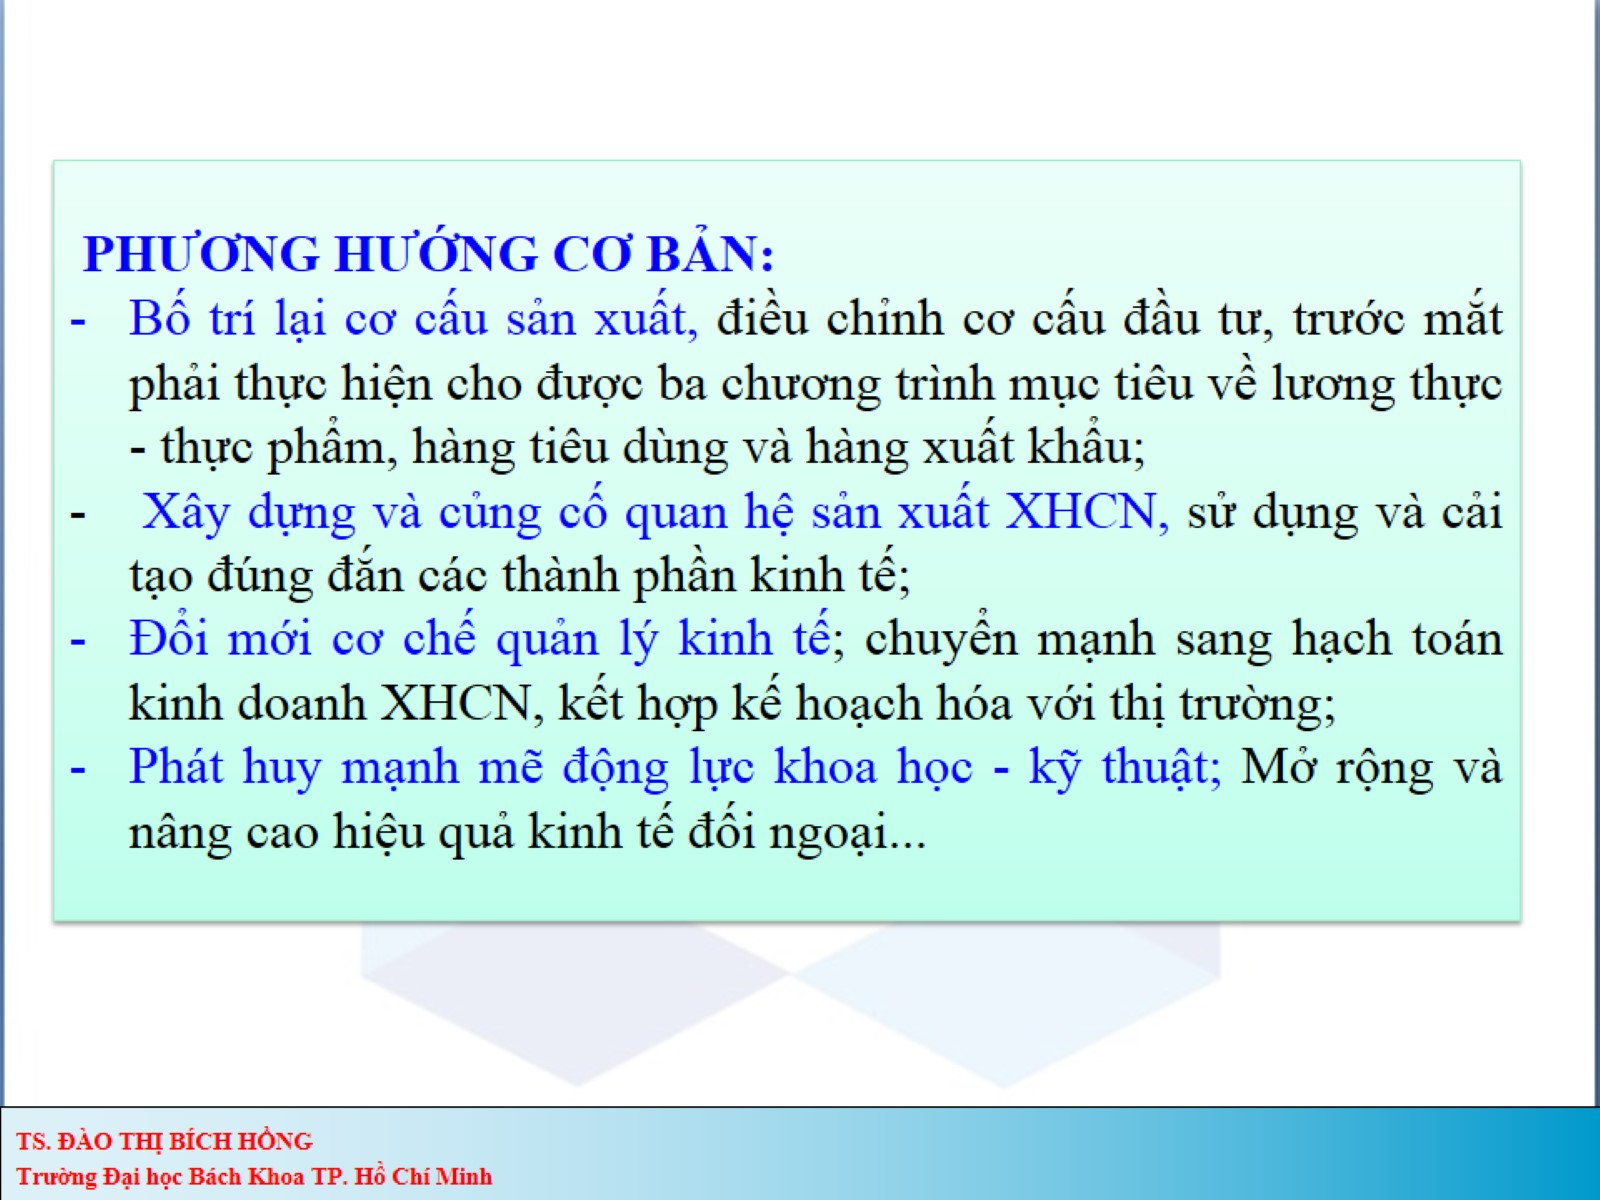 PHƯƠNG HƯỚNG CƠ BẢN:
- Bố trí lại cơ cấu sản xuất, điều chỉnh cơ cấu đầu tư, trước mắt
phải thực hiện cho được ba chương trình mục tiêu về lương thực
- thực phẩm, hàng tiêu dùng và hàng xuất khẩu;
- Xây dựng và củng cố quan hệ sản xuất XHCN, sử dụng và cải
tạo đúng đắn các thành phần kinh tế;
- Đổi mới cơ chế quản lý kinh tế; chuyển mạnh sang hạch toán
kinh doanh XHCN, kết hợp kế hoạch hóa với thị trường;
- Phát huy mạnh mẽ động lực khoa học - kỹ thuật; Mở rộng và
nâng cao hiệu quả kinh tế đối ngoại...
TS. ĐÀO THỊ BÍCH HỒNG
Trường Đại học Bách Khoa TP. Hồ Chí Minh